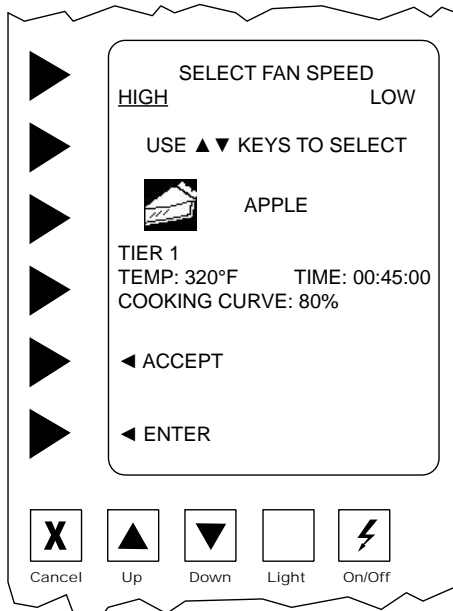 SELECT FAN SPEED
HIGH LOW
USE ▲▼ KEYS TO SELECT
APPLE
TIER 1
TEMP: 320°F TIME: 00:45:00
COOKING CURVE: 80%
◄ ACCEPT
◄ ENTER
X
Cancel Up Down Light On/Off